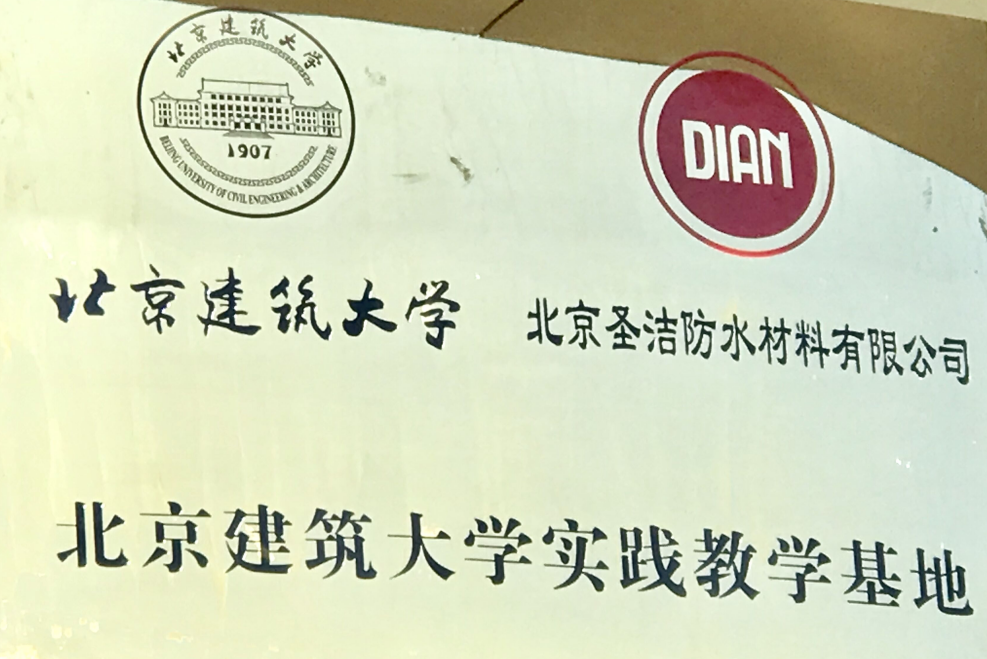 北京建筑大学
1907
BEIJING UNIVERSITY OF CIVIL ENGINEERING & ARCHITECTURE
DIAN
北京建筑大学
北京圣洁防水材料有限公司
北京建筑大学实践教学基地